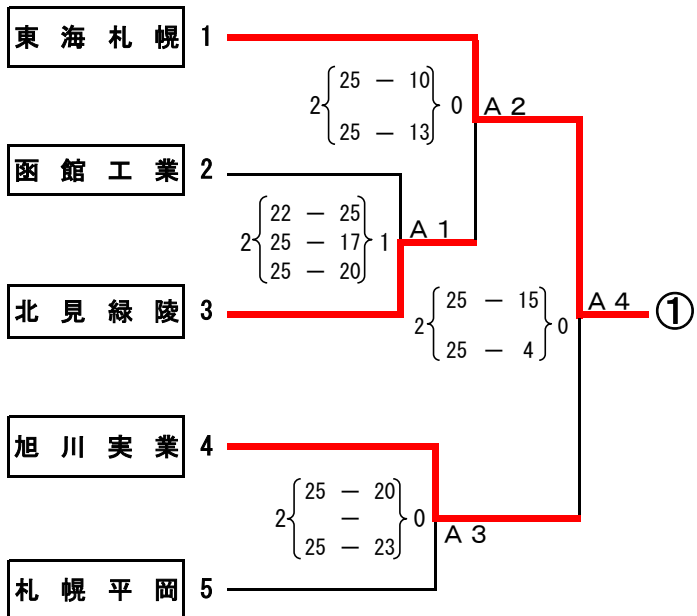 東海札幌 1
25 — 10
2 0 A2
25 — 13
函館工業 2
22 — 25 A1
2 25 — 17 1
25 — 20
北見緑陵 3
25 — 15 A4 ①
2 0
25 — 4
旭川実業 4
25 — 20
2 — 0
A3
25 — 23
札幌平岡 5